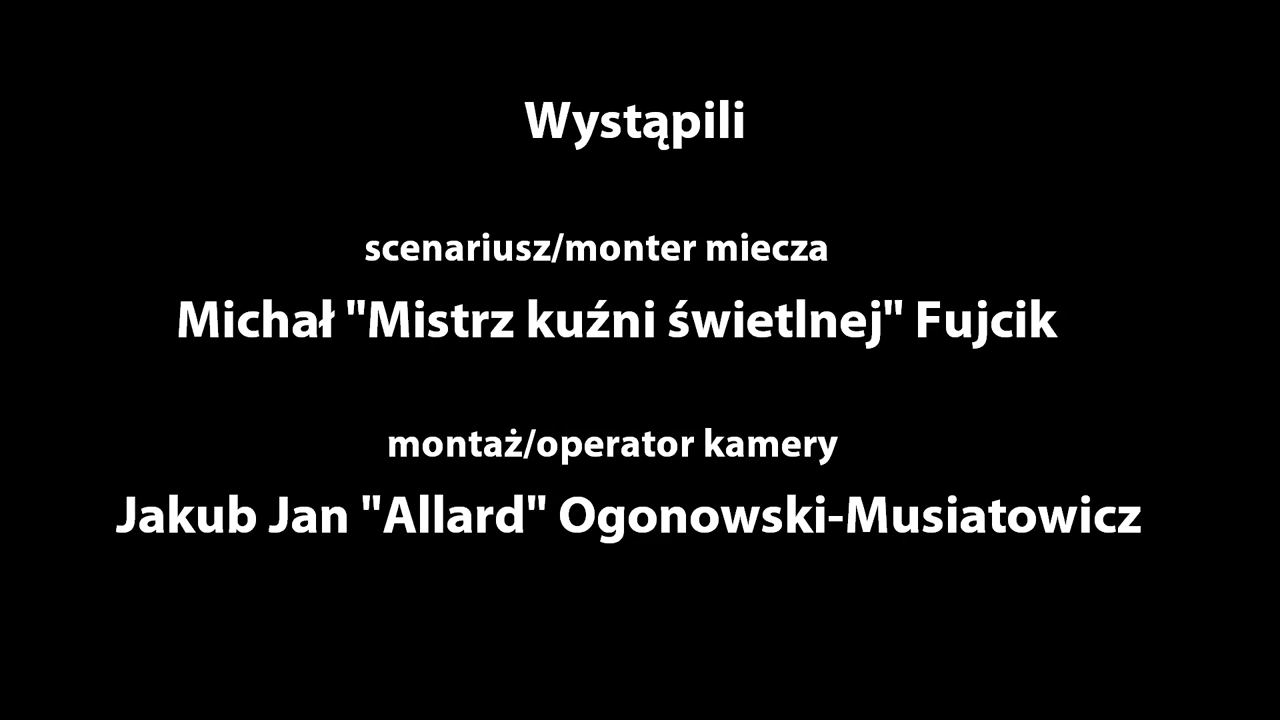 Wystąpili
scenariusz/monter miecza
Michał "Mistrz kuźni świetlnej" Fujcik
montaż/operator kamery
Jakub Jan "Allard" Ogonowski-Musiatowicz